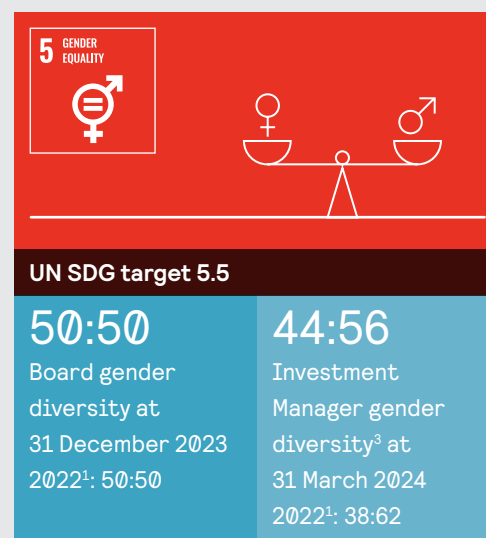 5 GENDER
EQUALITY
UN SDG target 5.5
50:50
Board gender
diversity at
31 December 2023
2022¹: 50:50
44:56
Investment
Manager gender
diversity³ at
31 March 2024
2022¹: 38:62